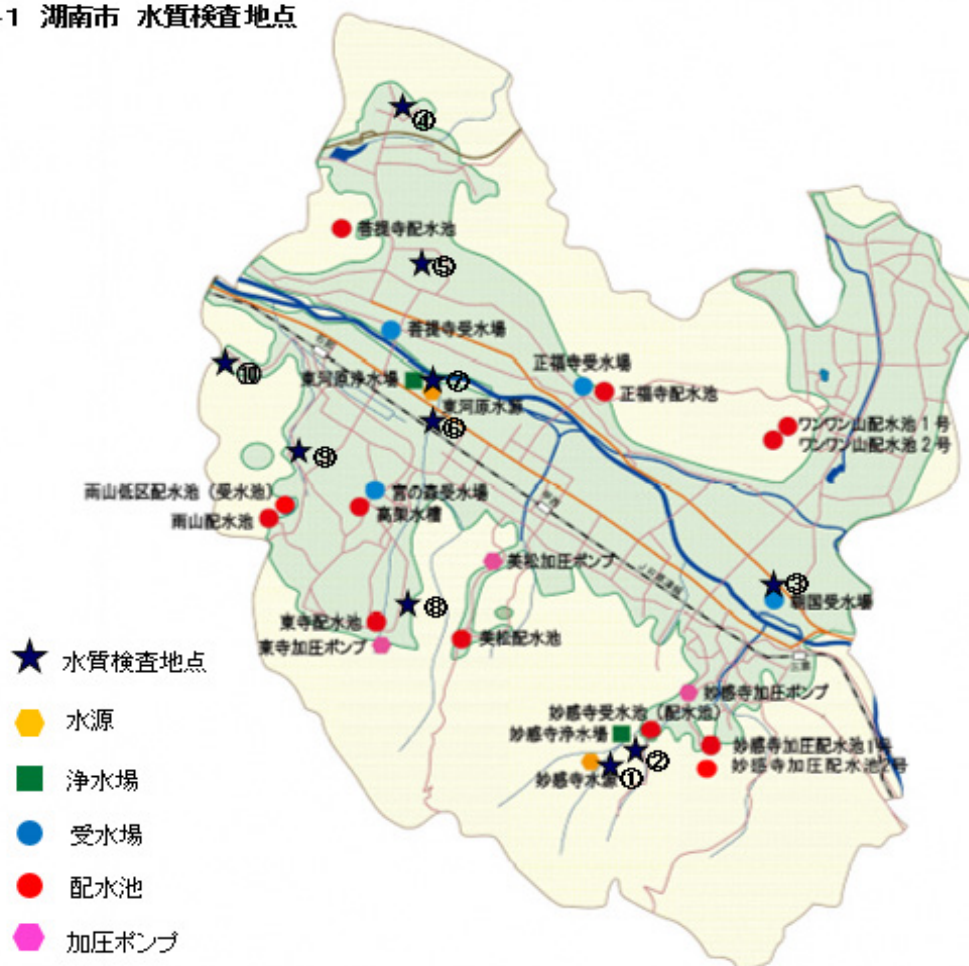 -1 湖南市 水質検査地点
④
菩提寺配水池
⑤
菩提寺受水場
正福寺受水場
⑩
東河原浄水場
⑦
正福寺配水池
東河原水源
⑥
ワンワン山配水池1号
ワンワン山配水池2号
⑨
雨山低区配水池（受水池）
宮の森受水場
雨山配水池
高架水槽
美松加圧ポンプ
JR草津線
③
朝国受水場
⑧
東寺配水池
東寺加圧ポンプ
美松配水池
三雲
妙感寺加圧ポンプ
妙感寺受水池（配水池）
妙感寺浄水場
妙感寺加圧配水池1号
②
妙感寺加圧配水池2号
妙感寺水源
①
水質検査地点
水源
浄水場
受水場
配水池
加圧ポンプ